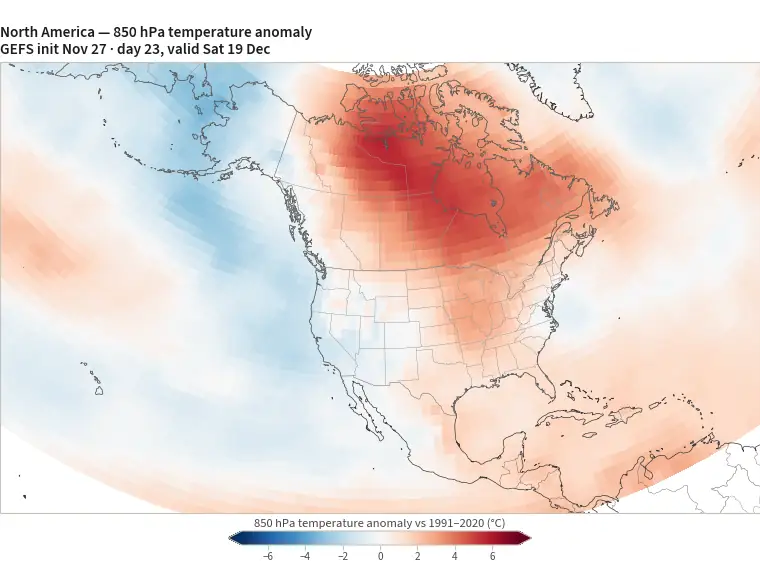 North America — 850 hPa temperature anomaly
GEFS init Nov 27 · day 23, valid Sat 19 Dec
850 hPa temperature anomaly vs 1991–2020 (°C)
−6 −4 −2 0 2 4 6